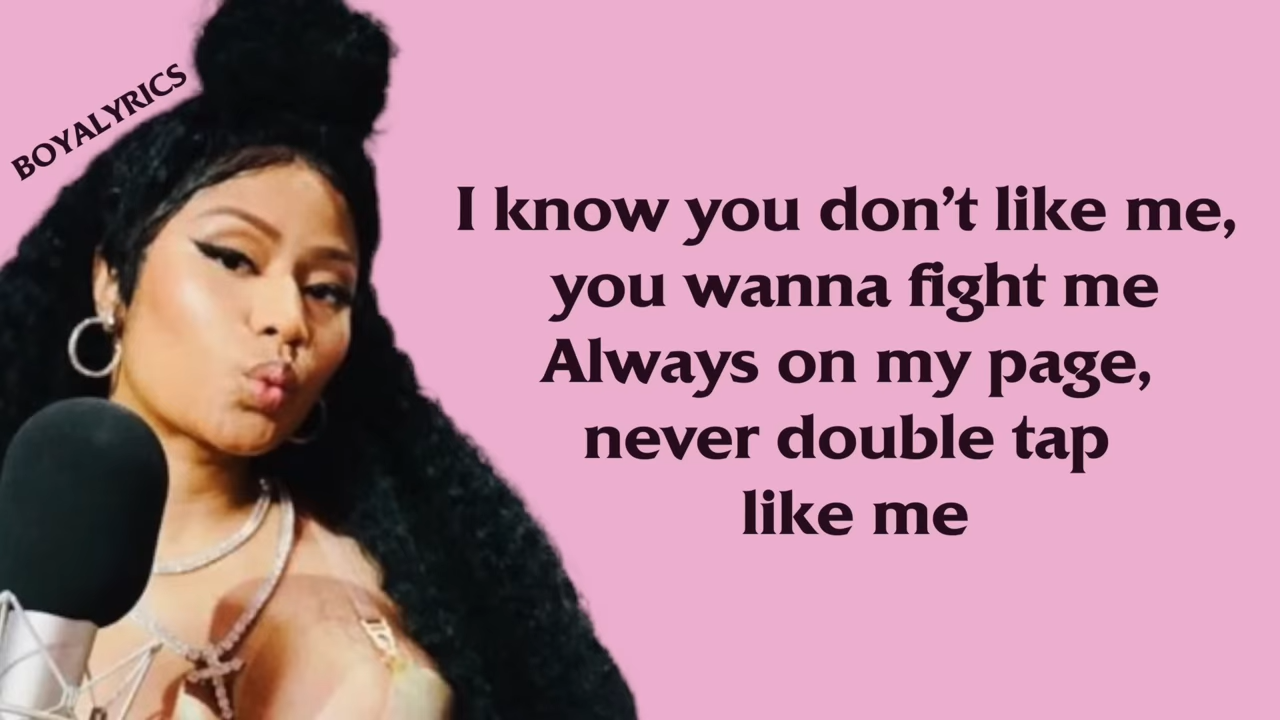 BOYALYRICS
I know you don’t like me,
you wanna fight me
Always on my page,
never double tap
like me